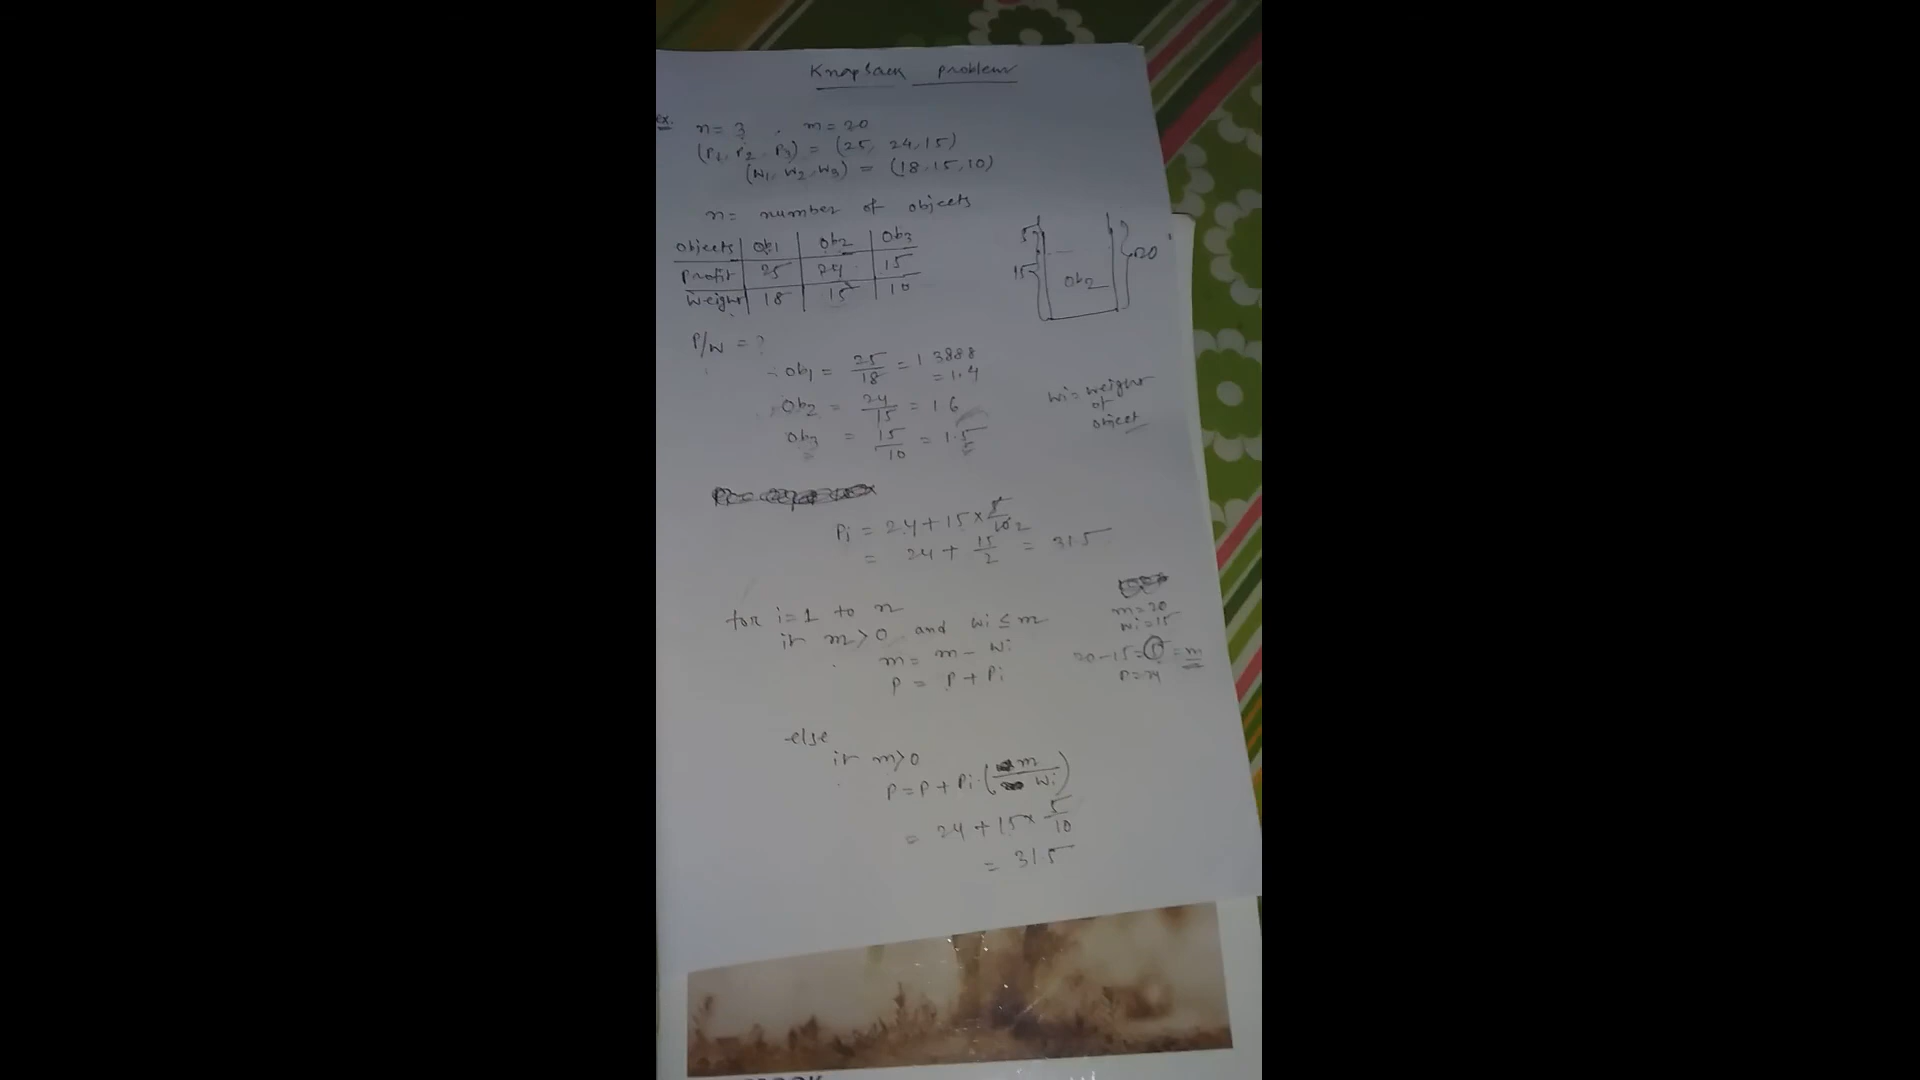 Knapsack problem
ex. n = 3 , m = 20
(P1, P2, P3) = (25, 24, 15)
(W1, W2, W3) = (18, 15, 10)
n = number of objects
objects | Ob1 | Ob2 | Ob3
Profit | 25 | 24 | 15
Weight | 18 | 15 | 10
5
15
Ob2
20
P/W = ?
Ob1 = 25/18 = 1.3888
= 1.4
Ob2 = 24/15 = 1.6
Ob3 = 15/10 = 1.5
wi = weight
of
object
Pi = 24 + 15 × 5/10 2
= 24 + 15/2 = 31.5
for i = 1 to n
if m > 0 and wi ≤ m
m = m - wi
P = P + Pi
m = 20
wi = 15
20 - 15 = 5 = m
P = 24
else
if m > 0
P = P + Pi · (m/wi)
= 24 + 15 × 5/10
= 31.5